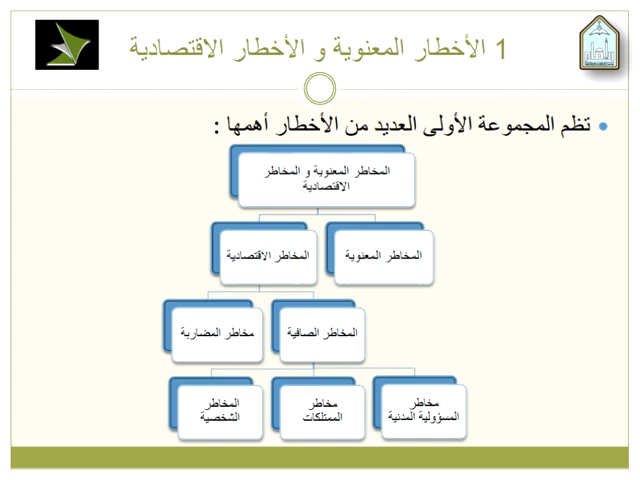 1 الأخطار المعنوية و الأخطار الاقتصادية
تظم المجموعة الأولى العديد من الأخطار أهمها :
المخاطر المعنوية و المخاطر
الاقتصادية
المخاطر المعنوية
المخاطر الاقتصادية
المخاطر الصافية
مخاطر المضاربة
مخاطر
المسؤولية المدنية
مخاطر
الممتلكات
المخاطر
الشخصية